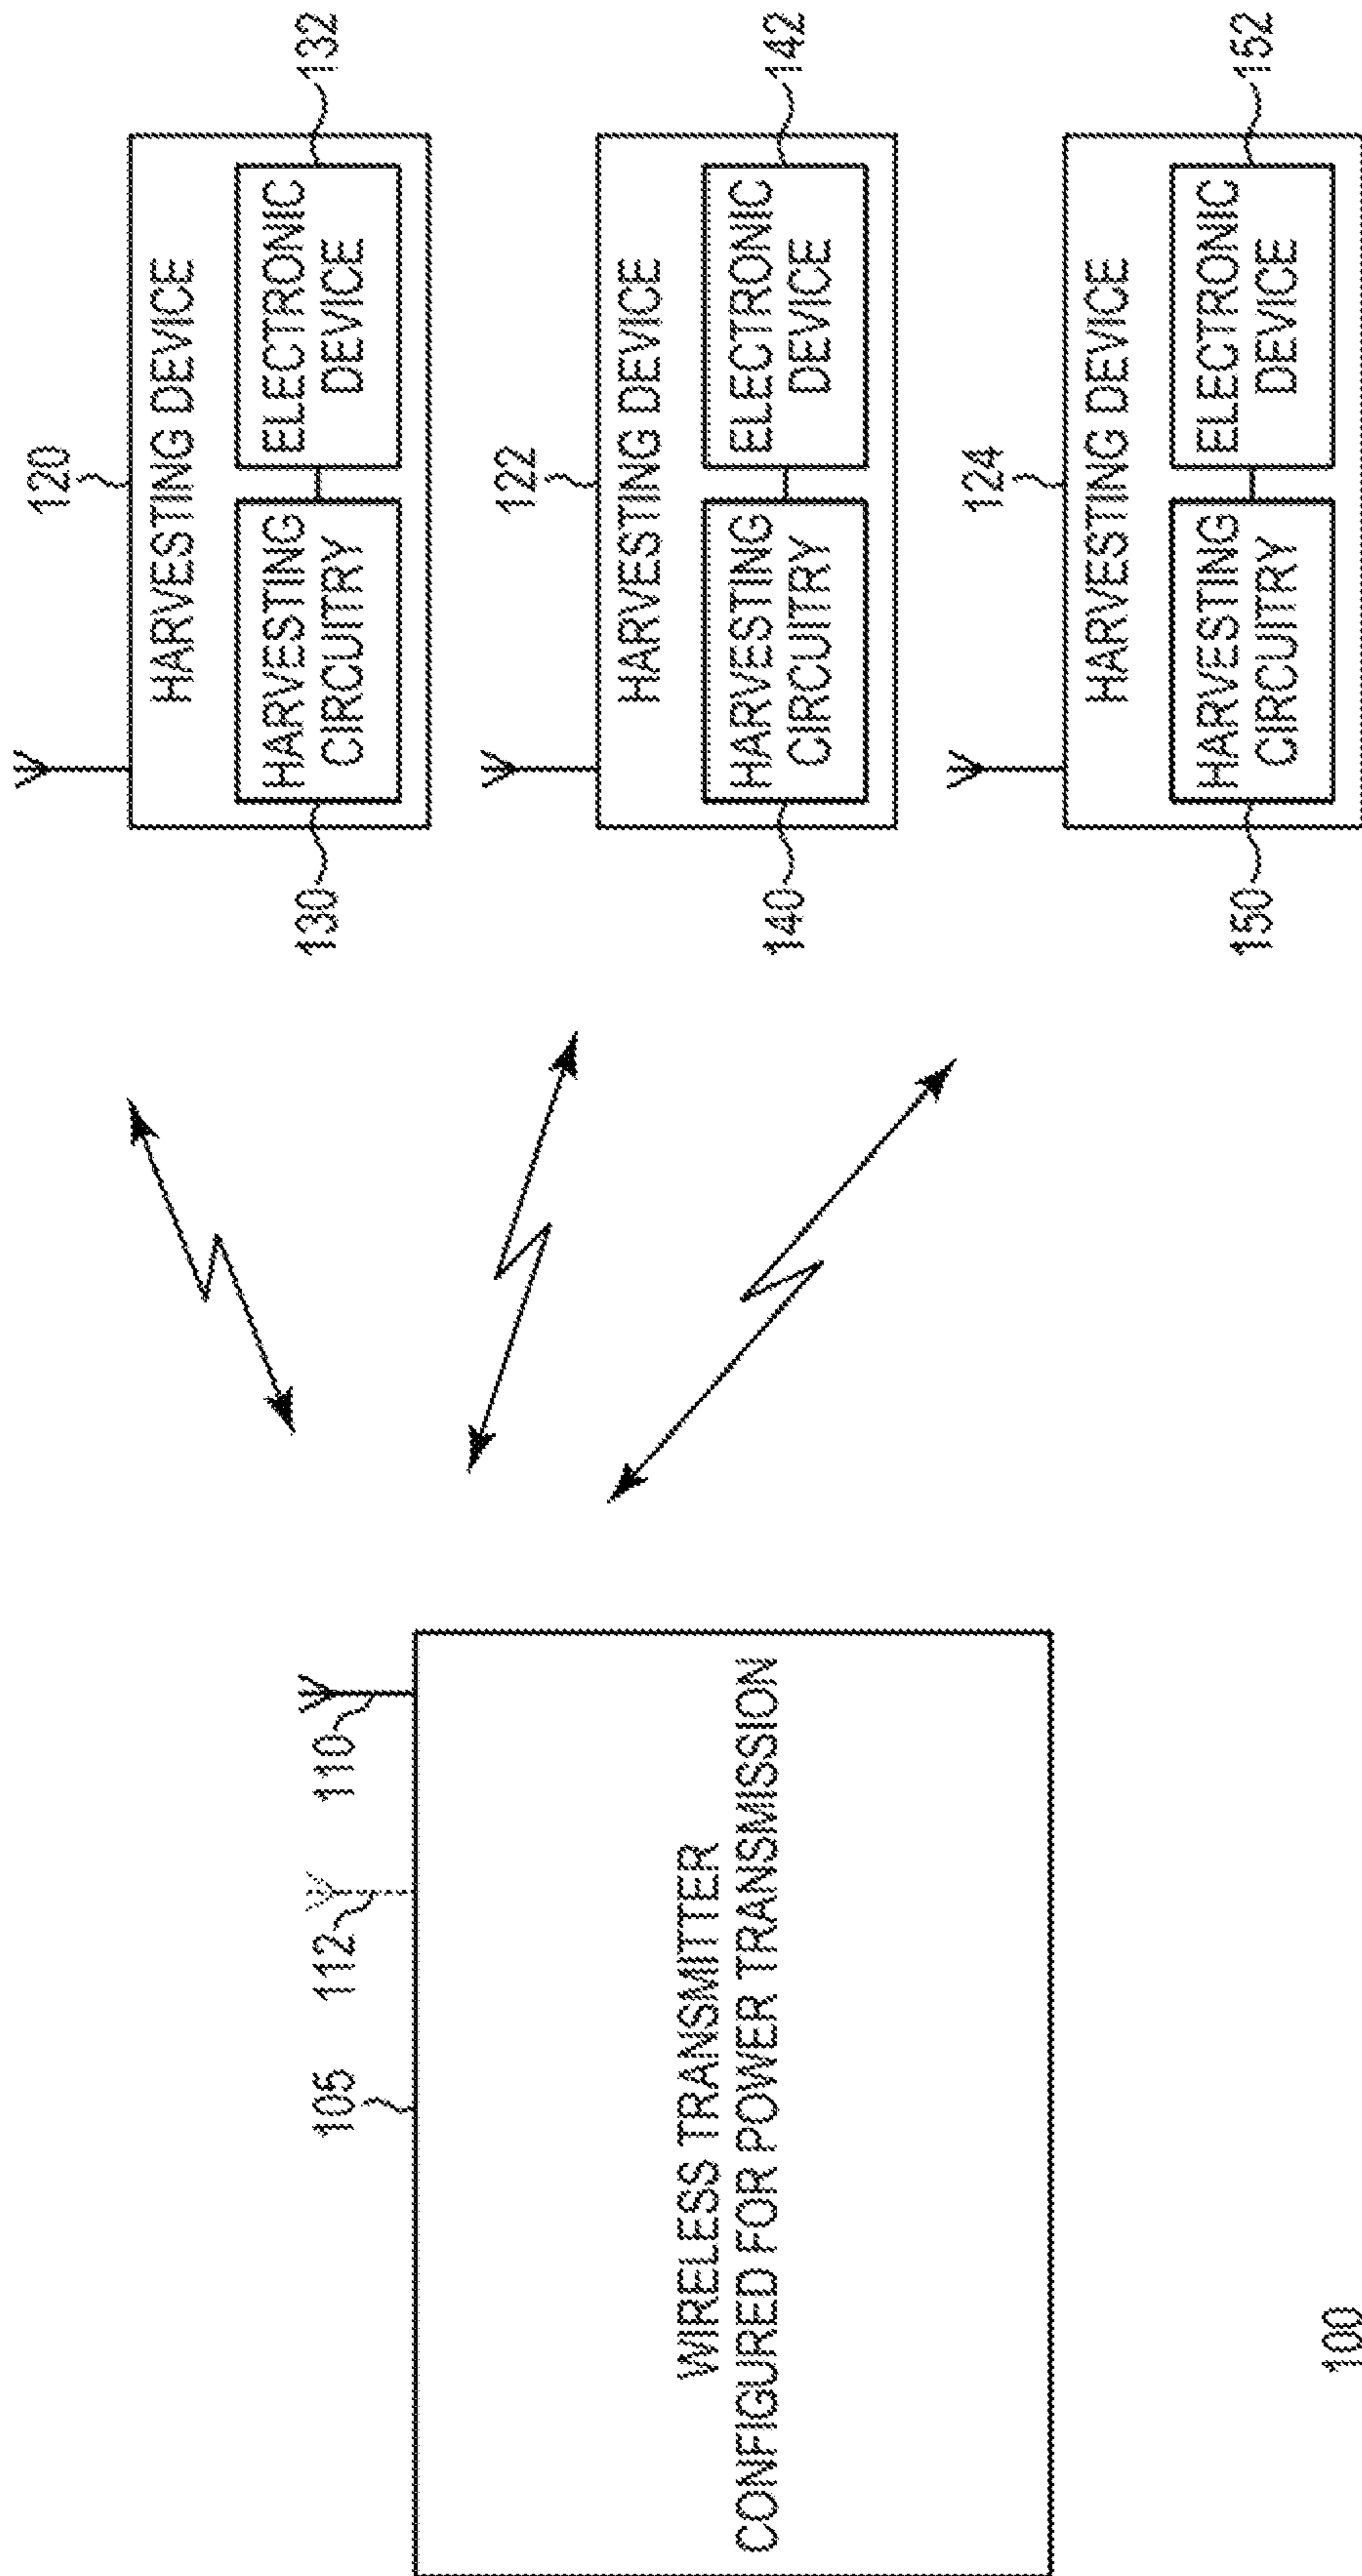 120
HARVESTING DEVICE
HARVESTING
CIRCUITRY
ELECTRONIC
DEVICE
130
132
122
HARVESTING DEVICE
HARVESTING
CIRCUITRY
ELECTRONIC
DEVICE
140
142
124
HARVESTING DEVICE
HARVESTING
CIRCUITRY
ELECTRONIC
DEVICE
150
152
105
112
110
WIRELESS TRANSMITTER
CONFIGURED FOR POWER TRANSMISSION
100